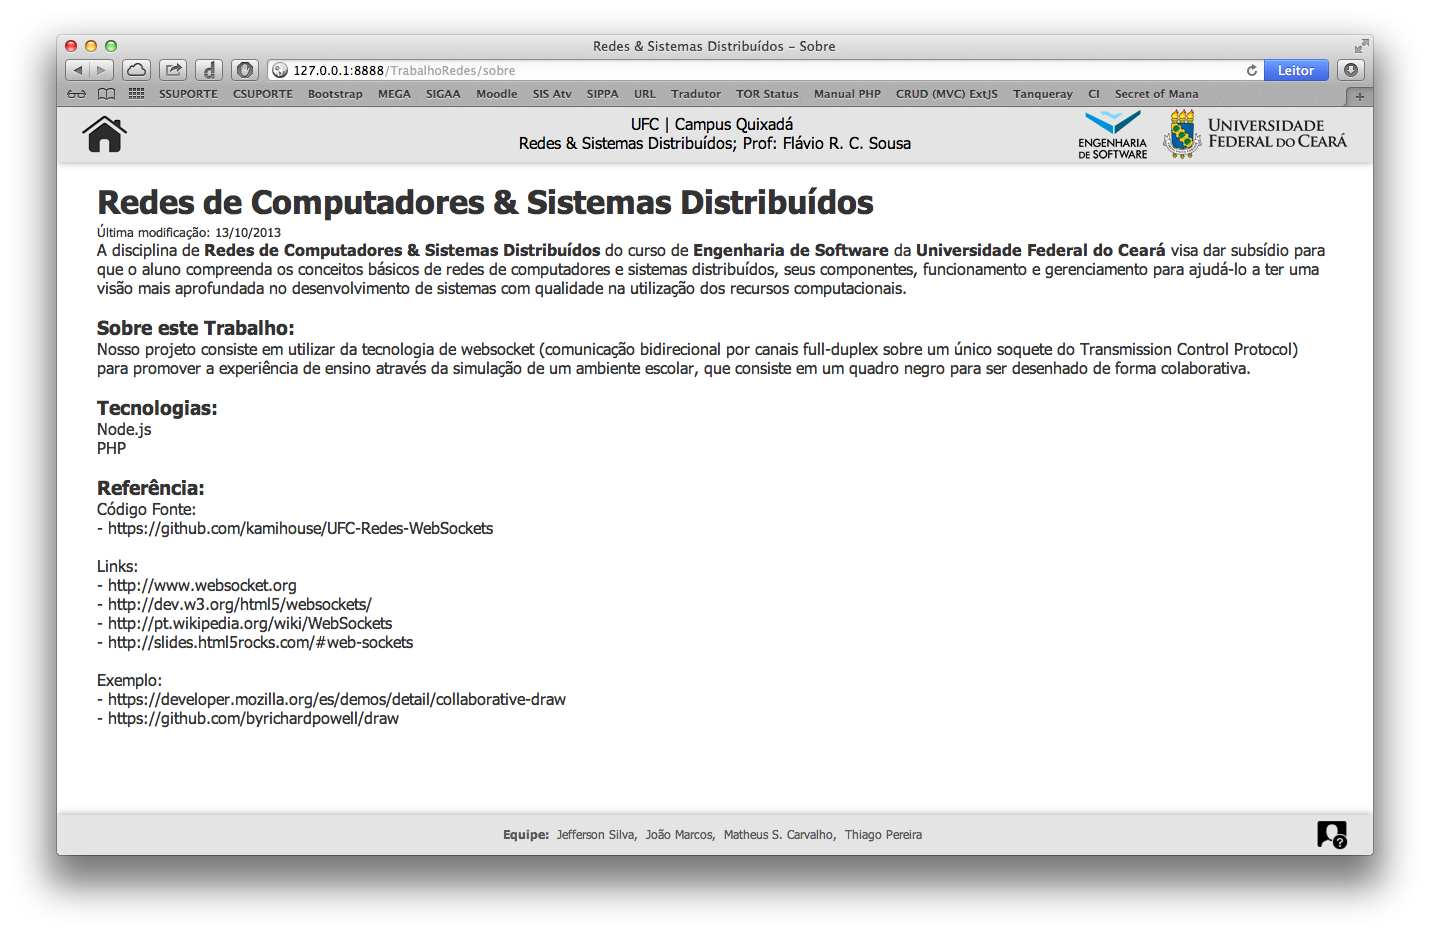 Redes & Sistemas Distribuídos – Sobre
127.0.0.1:8888/TrabalhoRedes/sobre
Leitor
SSUPORTE CSUPORTE Bootstrap MEGA SIGAA Moodle SIS Atv SIPPA URL Tradutor TOR Status Manual PHP CRUD (MVC) ExtJS Tanqueray CI Secret of Mana
UFC | Campus Quixadá
Redes & Sistemas Distribuídos; Prof: Flávio R. C. Sousa
ENGENHARIA
DE SOFTWARE
UNIVERSIDADE
FEDERAL DO CEARÁ
Redes de Computadores & Sistemas Distribuídos
Última modificação: 13/10/2013
A disciplina de Redes de Computadores & Sistemas Distribuídos do curso de Engenharia de Software da Universidade Federal do Ceará visa dar subsídio para
que o aluno compreenda os conceitos básicos de redes de computadores e sistemas distribuídos, seus componentes, funcionamento e gerenciamento para ajudá-lo a ter uma
visão mais aprofundada no desenvolvimento de sistemas com qualidade na utilização dos recursos computacionais.
Sobre este Trabalho:
Nosso projeto consiste em utilizar da tecnologia de websocket (comunicação bidirecional por canais full-duplex sobre um único soquete do Transmission Control Protocol)
para promover a experiência de ensino através da simulação de um ambiente escolar, que consiste em um quadro negro para ser desenhado de forma colaborativa.
Tecnologias:
Node.js
PHP
Referência:
Código Fonte:
- https://github.com/kamihouse/UFC-Redes-WebSockets
Links:
- http://www.websocket.org
- http://dev.w3.org/html5/websockets/
- http://pt.wikipedia.org/wiki/WebSockets
- http://slides.html5rocks.com/#web-sockets
Exemplo:
- https://developer.mozilla.org/es/demos/detail/collaborative-draw
- https://github.com/byrichardpowell/draw
Equipe: Jefferson Silva, João Marcos, Matheus S. Carvalho, Thiago Pereira